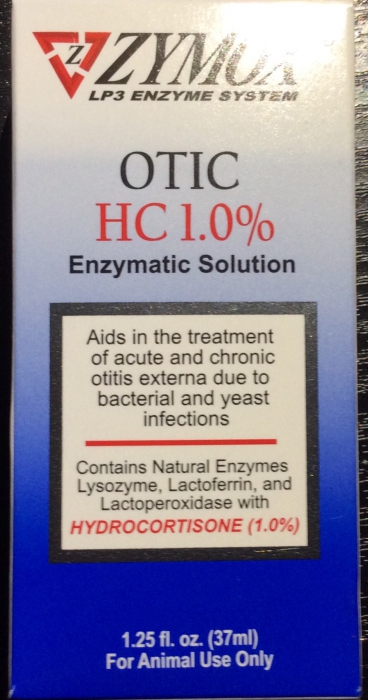 Z ZYMOX
LP3 ENZYME SYSTEM
OTIC
HC 1.0%
Enzymatic Solution
Aids in the treatment
of acute and chronic
otitis externa due to
bacterial and yeast
infections
Contains Natural Enzymes
Lysozyme, Lactoferrin, and
Lactoperoxidase with
HYDROCORTISONE (1.0%)
1.25 fl. oz. (37ml)
For Animal Use Only